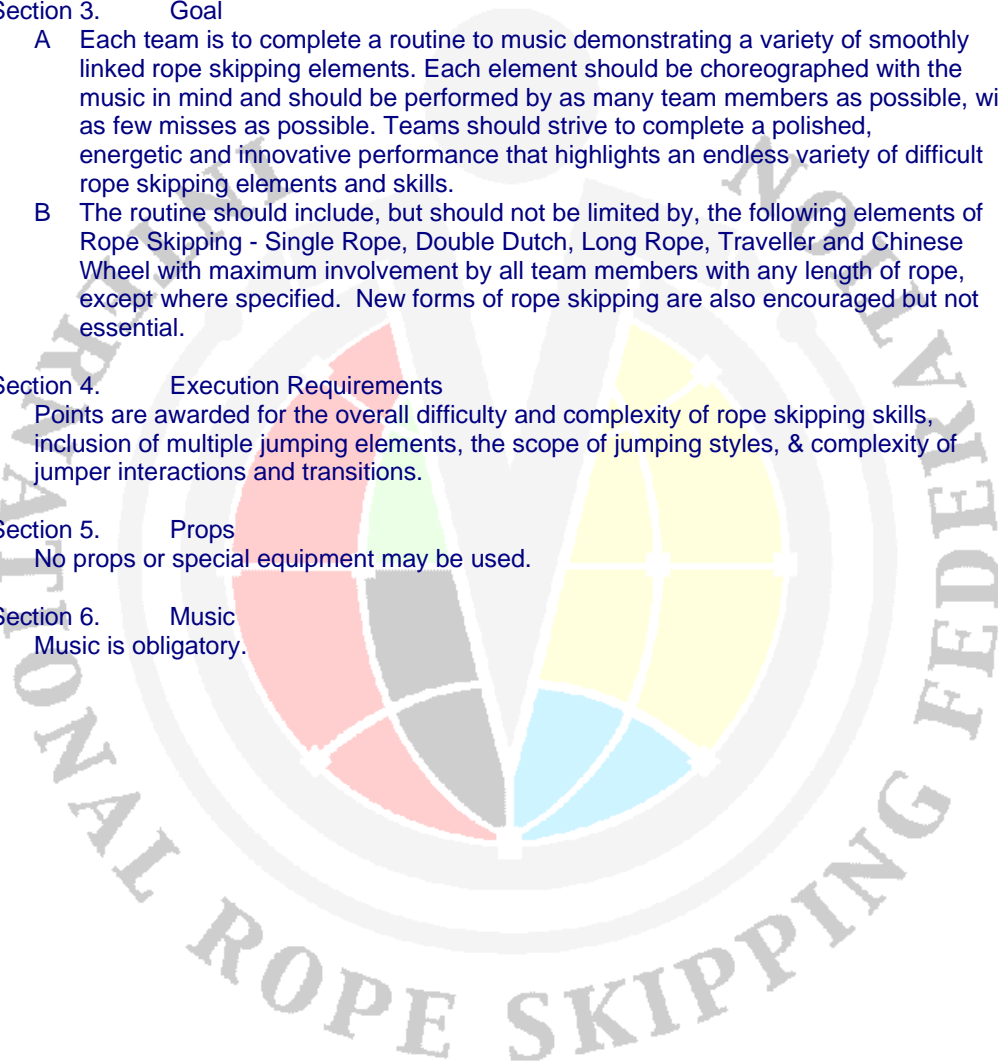 Section 3. Goal
A Each team is to complete a routine to music demonstrating a variety of smoothly
linked rope skipping elements. Each element should be choreographed with the
music in mind and should be performed by as many team members as possible, wi
as few misses as possible. Teams should strive to complete a polished,
energetic and innovative performance that highlights an endless variety of difficult
rope skipping elements and skills.
B The routine should include, but should not be limited by, the following elements of
Rope Skipping - Single Rope, Double Dutch, Long Rope, Traveller and Chinese
Wheel with maximum involvement by all team members with any length of rope,
except where specified. New forms of rope skipping are also encouraged but not
essential.
Section 4. Execution Requirements
Points are awarded for the overall difficulty and complexity of rope skipping skills,
inclusion of multiple jumping elements, the scope of jumping styles, & complexity of
jumper interactions and transitions.
Section 5. Props
No props or special equipment may be used.
Section 6. Music
Music is obligatory.
INTERNATIONAL ROPE SKIPPING FEDERATION